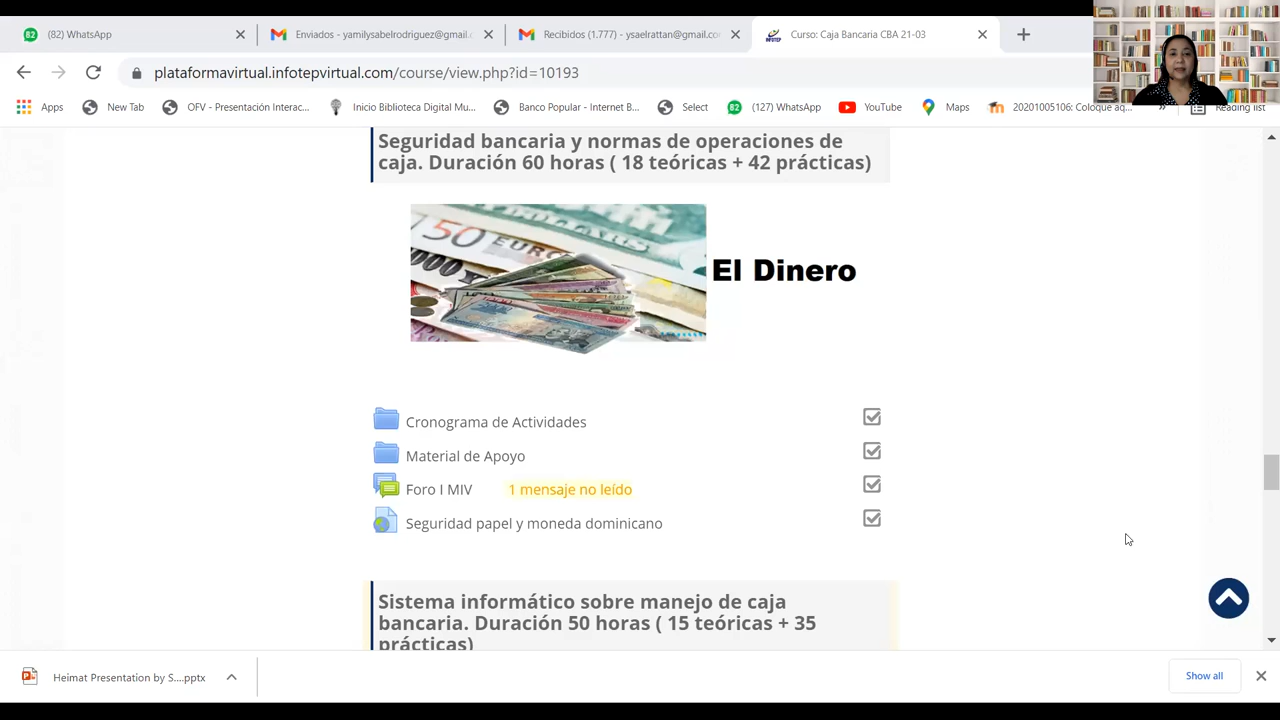 (82) WhatsApp
Enviados - yamilysabelrodriguez@gmail
Recibidos (1.777) - ysaelrattan@gmail.co
Curso: Caja Bancaria CBA 21-03
plataformavirtual.infotepvirtual.com/course/view.php?id=10193
Apps
New Tab
OFV - Presentación Interac...
Inicio Biblioteca Digital Mu...
Banco Popular - Internet B...
Select
(127) WhatsApp
YouTube
Maps
20201005106: Coloque aq...
Reading list
Seguridad bancaria y normas de operaciones de
caja. Duración 60 horas ( 18 teóricas + 42 prácticas)
50 EURO
El Dinero
Cronograma de Actividades
Material de Apoyo
Foro I MIV 1 mensaje no leído
Seguridad papel y moneda dominicano
Sistema informático sobre manejo de caja
bancaria. Duración 50 horas ( 15 teóricas + 35
prácticas)
Heimat Presentation by S....pptx
Show all